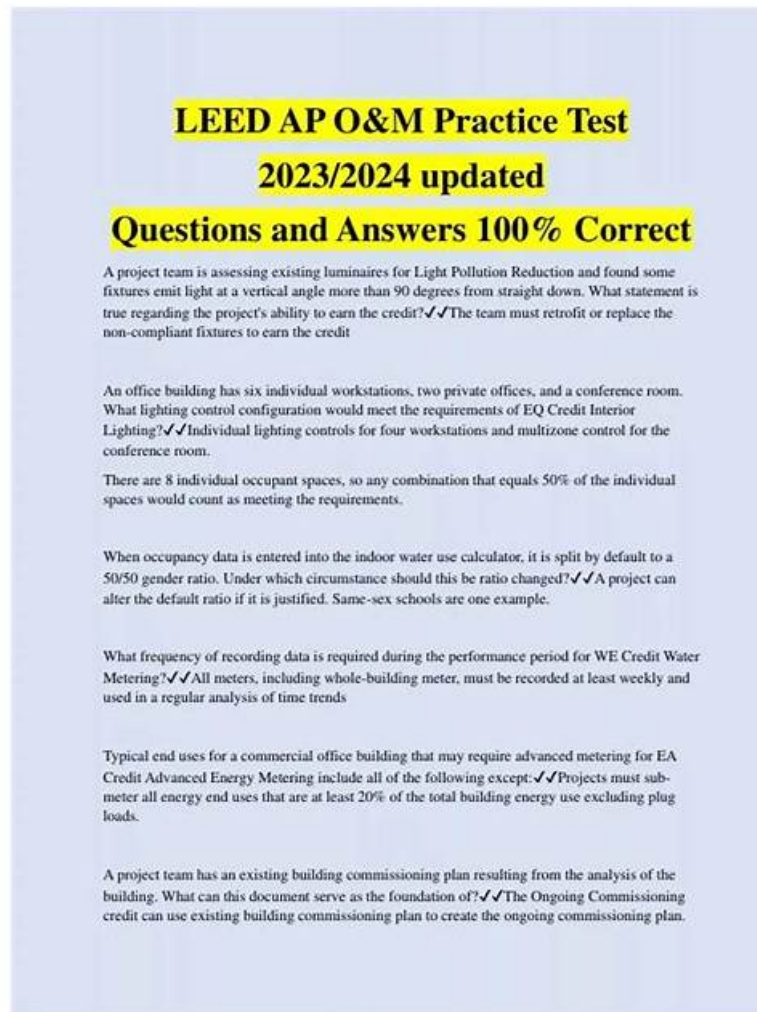 LEED AP O&M Practice Test
2023/2024 updated
Questions and Answers 100% Correct
A project team is assessing existing luminaires for Light Pollution Reduction and found some
fixtures emit light at a vertical angle more than 90 degrees from straight down. What statement is
true regarding the project's ability to earn the credit?✓✓The team must retrofit or replace the
non-compliant fixtures to earn the credit
An office building has six individual workstations, two private offices, and a conference room.
What lighting control configuration would meet the requirements of EQ Credit Interior
Lighting?✓✓Individual lighting controls for four workstations and multizone control for the
conference room.
There are 8 individual occupant spaces, so any combination that equals 50% of the individual
spaces would count as meeting the requirements.
When occupancy data is entered into the indoor water use calculator, it is split by default to a
50/50 gender ratio. Under which circumstance should this be ratio changed?✓✓A project can
alter the default ratio if it is justified. Same-sex schools are one example.
What frequency of recording data is required during the performance period for WE Credit Water
Metering?✓✓All meters, including whole-building meter, must be recorded at least weekly and
used in a regular analysis of time trends
Typical end uses for a commercial office building that may require advanced metering for EA
Credit Advanced Energy Metering include all of the following except:✓✓Projects must sub-
meter all energy end uses that are at least 20% of the total building energy use excluding plug
loads.
A project team has an existing building commissioning plan resulting from the analysis of the
building. What can this document serve as the foundation of?✓✓The Ongoing Commissioning
credit can use existing building commissioning plan to create the ongoing commissioning plan.